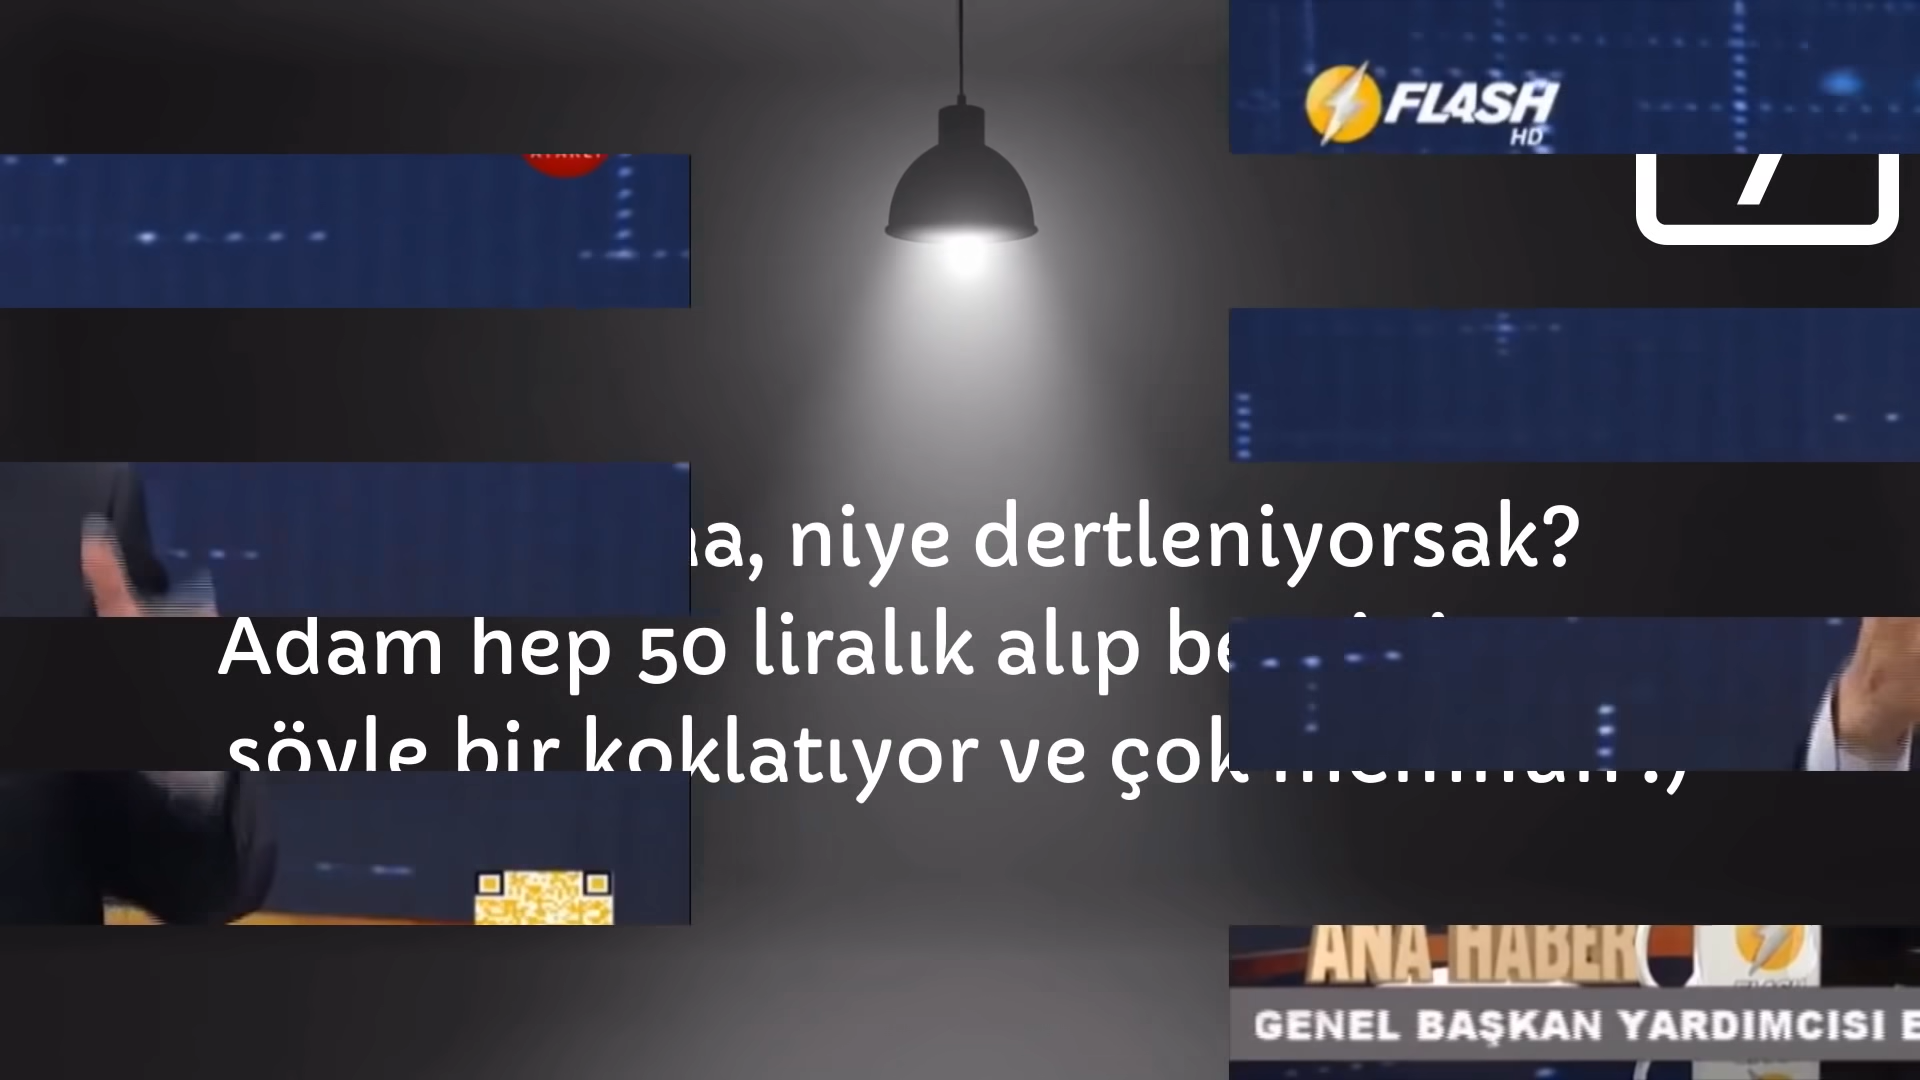 FLASH
HD
7
niye dertleniyorsak?
Adam hep 50 liralık alıp
şöyle bir koklatıyor ve çok
ANA HABER
GENEL BAŞKAN YARDIMCISI